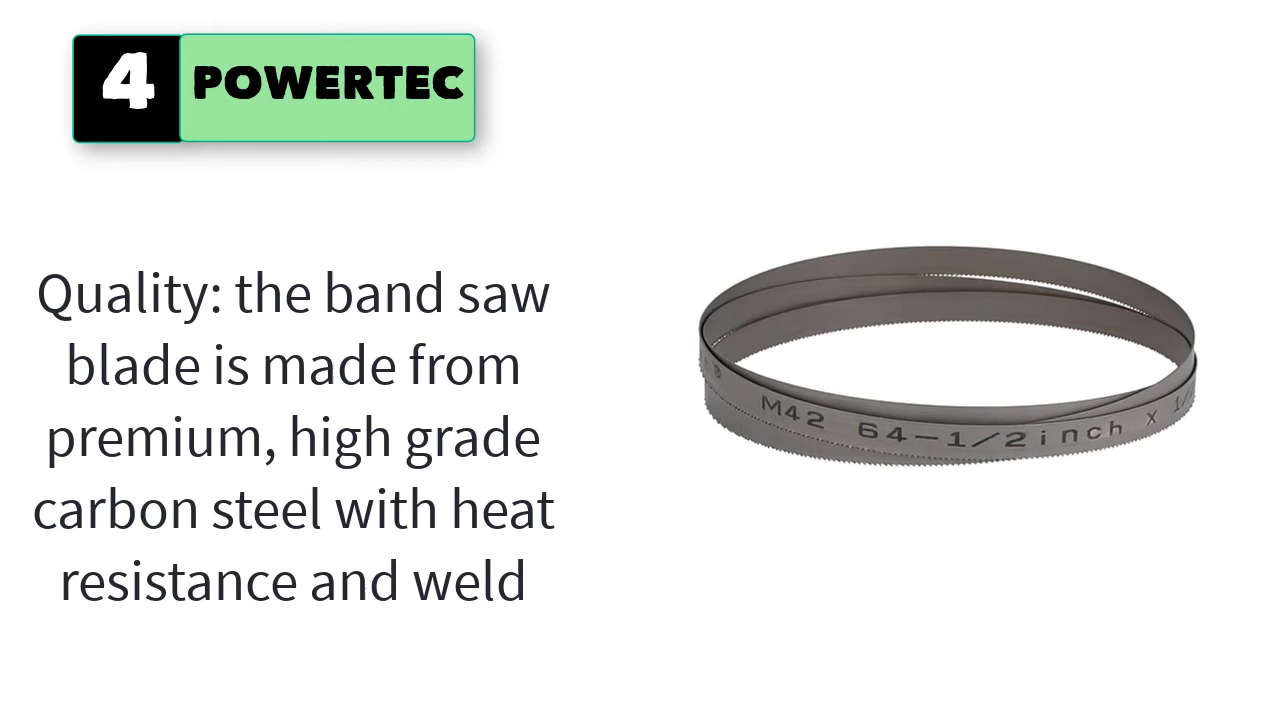 4 POWERTEC
Quality: the band saw
blade is made from
premium, high grade
carbon steel with heat
resistance and weld
M42 64-1/2inch x 1/